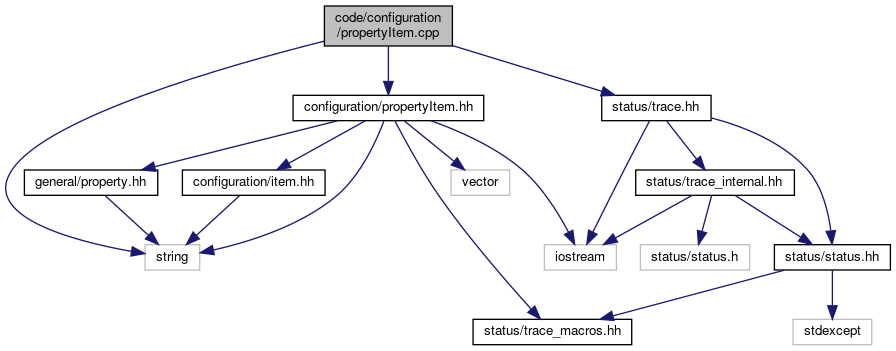 code/configuration
/propertyItem.cpp
configuration/propertyItem.hh
status/trace.hh
general/property.hh
configuration/item.hh
vector
status/trace_internal.hh
string
iostream
status/status.h
status/status.hh
status/trace_macros.hh
stdexcept